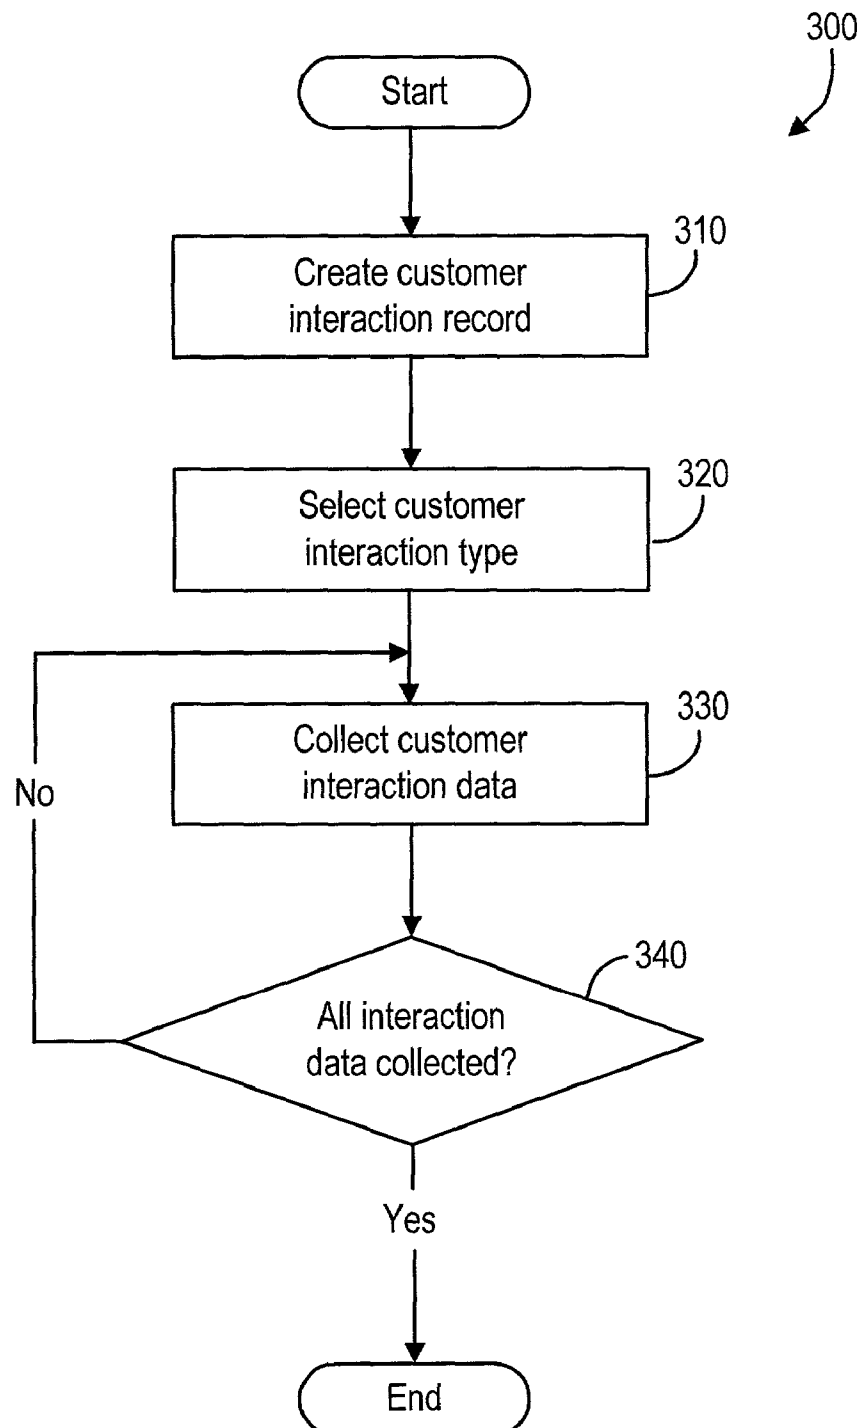 300
Start
310
Create customer
interaction record
320
Select customer
interaction type
330
Collect customer
interaction data
No
340
All interaction
data collected?
Yes
End